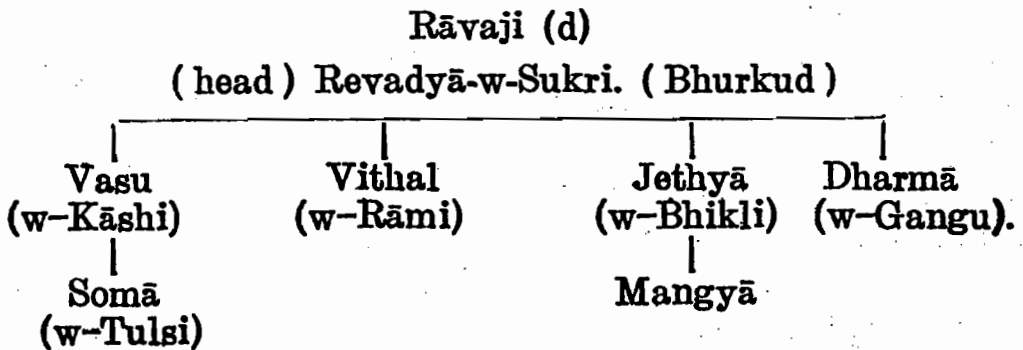 Rāvaji (d)
( head ) Revadyā-w-Sukri. ( Bhurkud )
Vasu Vithal Jethyā Dharmā
(w-Kāshi) (w-Rāmi) (w-Bhikli) (w-Gangu).
Somā Mangyā
(w-Tulsi)